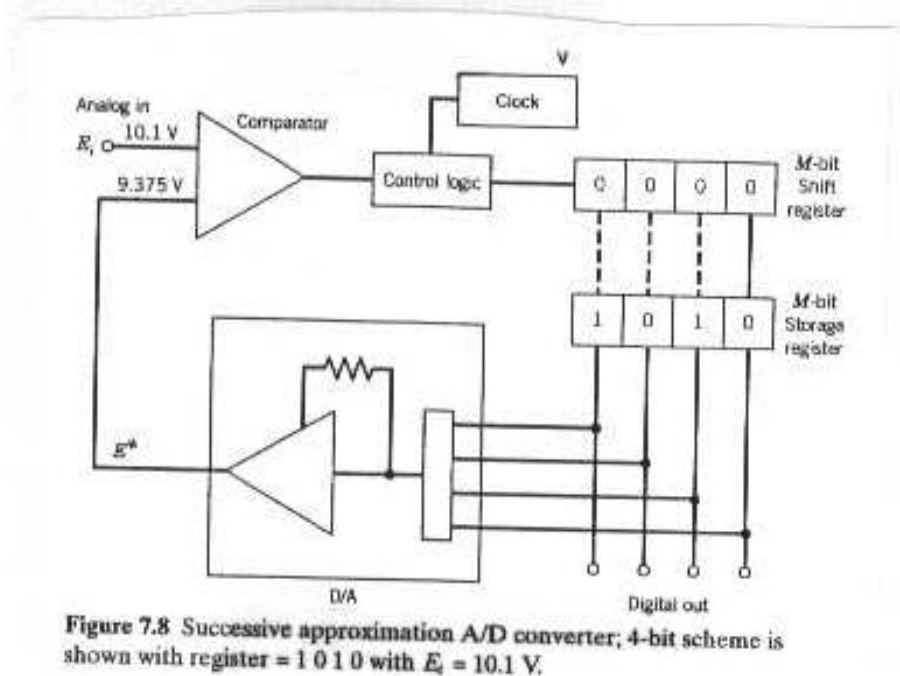 V
Clock
Analog in
E_i 10.1 V
Comparator
9.375 V
Control logic
0 0 0 0
M-bit
Shift
register
1 0 1 0
M-bit
Storage
register
E*
D/A
Digital out
Figure 7.8 Successive approximation A/D converter; 4-bit scheme is
shown with register = 1 0 1 0 with E_i = 10.1 V.